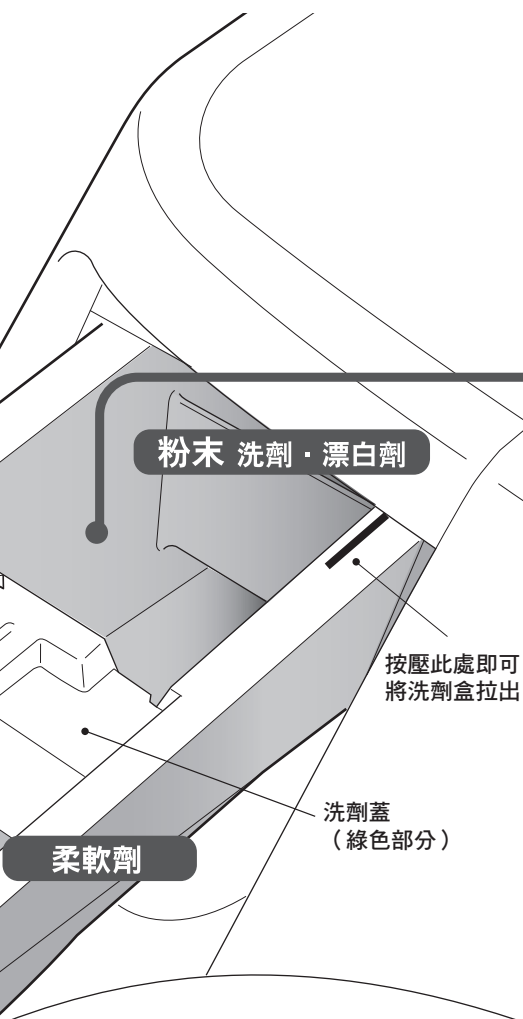 粉末 洗劑・漂白劑
按壓此處即可
將洗劑盒拉出
洗劑蓋
（綠色部分）
柔軟劑